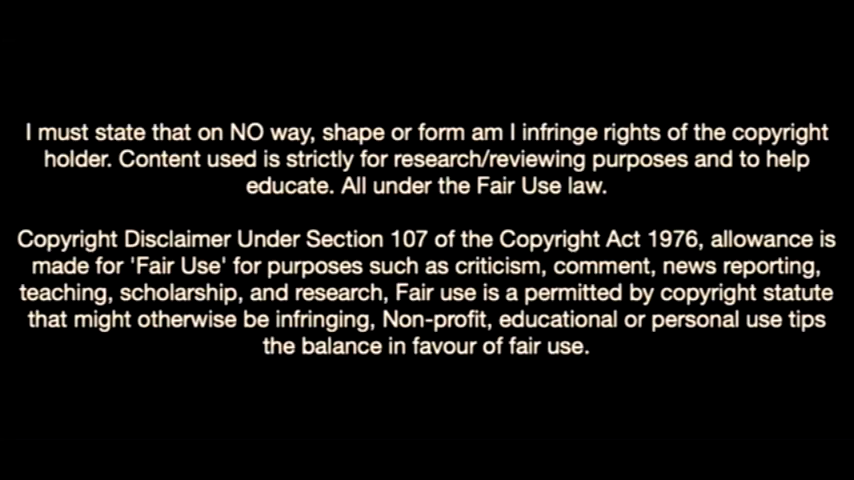 I must state that on NO way, shape or form am I infringe rights of the copyright
holder. Content used is strictly for research/reviewing purposes and to help
educate. All under the Fair Use law.
Copyright Disclaimer Under Section 107 of the Copyright Act 1976, allowance is
made for 'Fair Use' for purposes such as criticism, comment, news reporting,
teaching, scholarship, and research, Fair use is a permitted by copyright statute
that might otherwise be infringing, Non-profit, educational or personal use tips
the balance in favour of fair use.